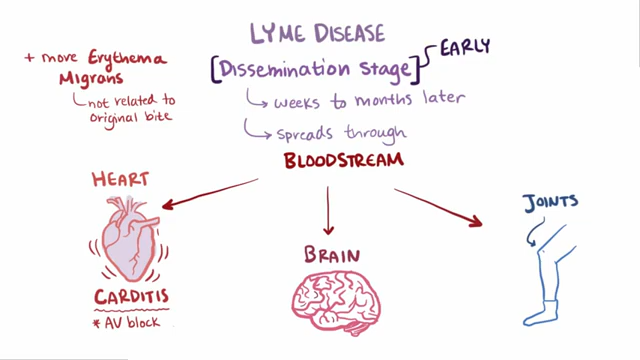 LYME DISEASE
[Dissemination Stage] EARLY
↳ weeks to months later
↳ spreads through
BLOODSTREAM
+ more Erythema
Migrans
↳ not related to
original bite
HEART
CARDITIS
* AV block
BRAIN
JOINTS